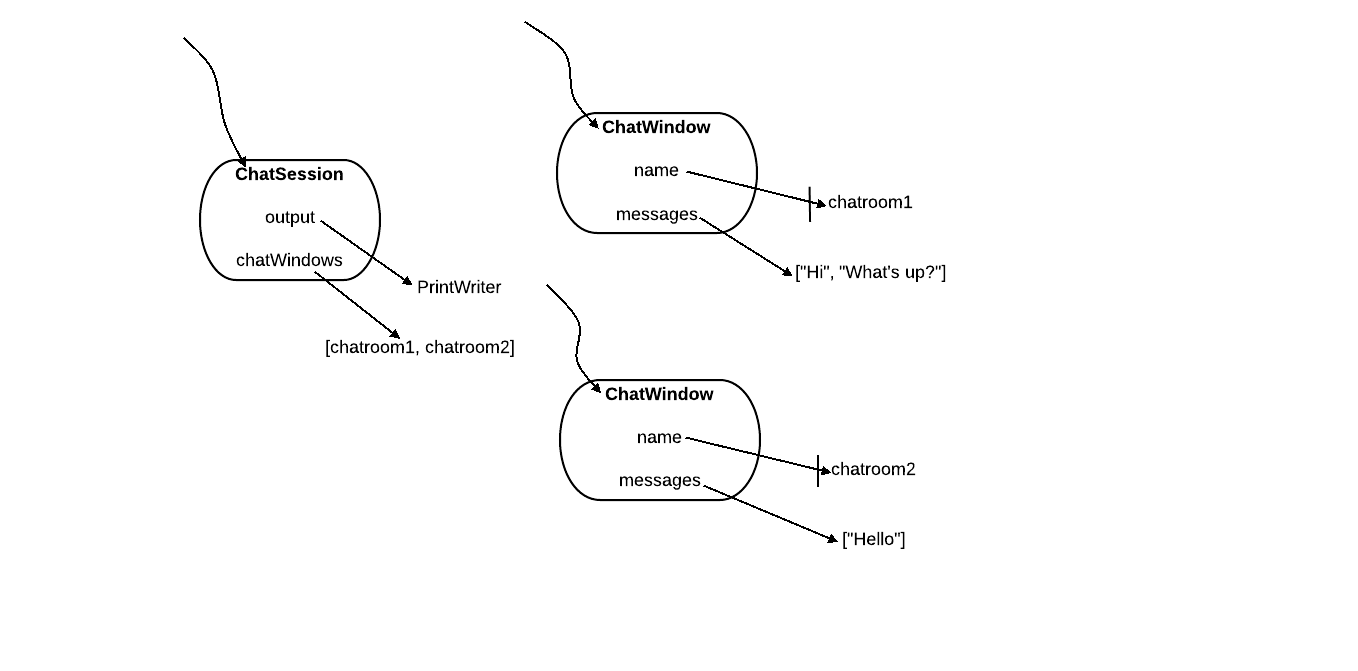 ChatSession
output
chatWindows
PrintWriter
[chatroom1, chatroom2]
ChatWindow
name
chatroom1
messages
["Hi", "What's up?"]
ChatWindow
name
chatroom2
messages
["Hello"]